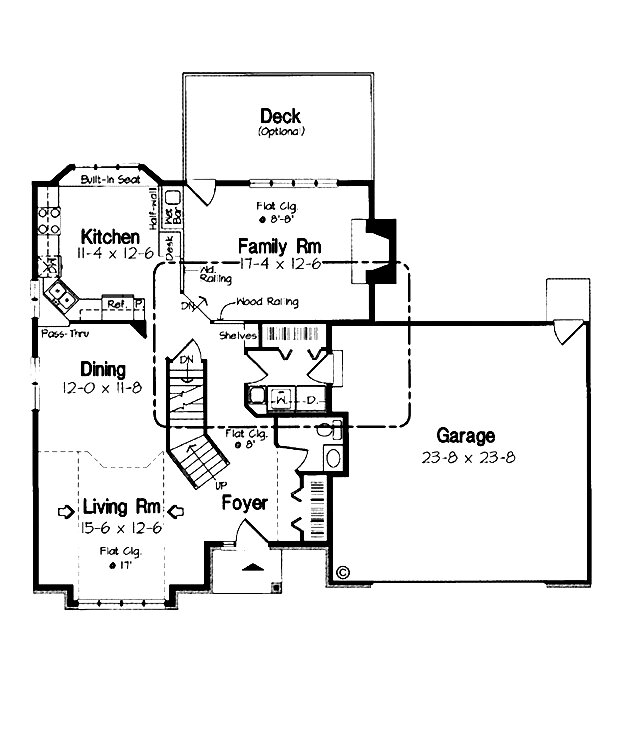 Deck
(Optional)
Built-In Seat
Half-wall
Wet
Bar
Flat Clg.
@ 8'-8'
Kitchen
11-4 x 12-6
Desk
Family Rm
17-4 x 12-6
DW
Wd.
Railing
DN
Wood Railing
Ref.
P.
Pass-Thru
Shelves
Dining
12-0 x 11-8
DN
W.
D.
Flat Clg.
@ 8'
Garage
23-8 x 23-8
UP
Living Rm
15-6 x 12-6
Foyer
Flat Clg.
@ 17'
©